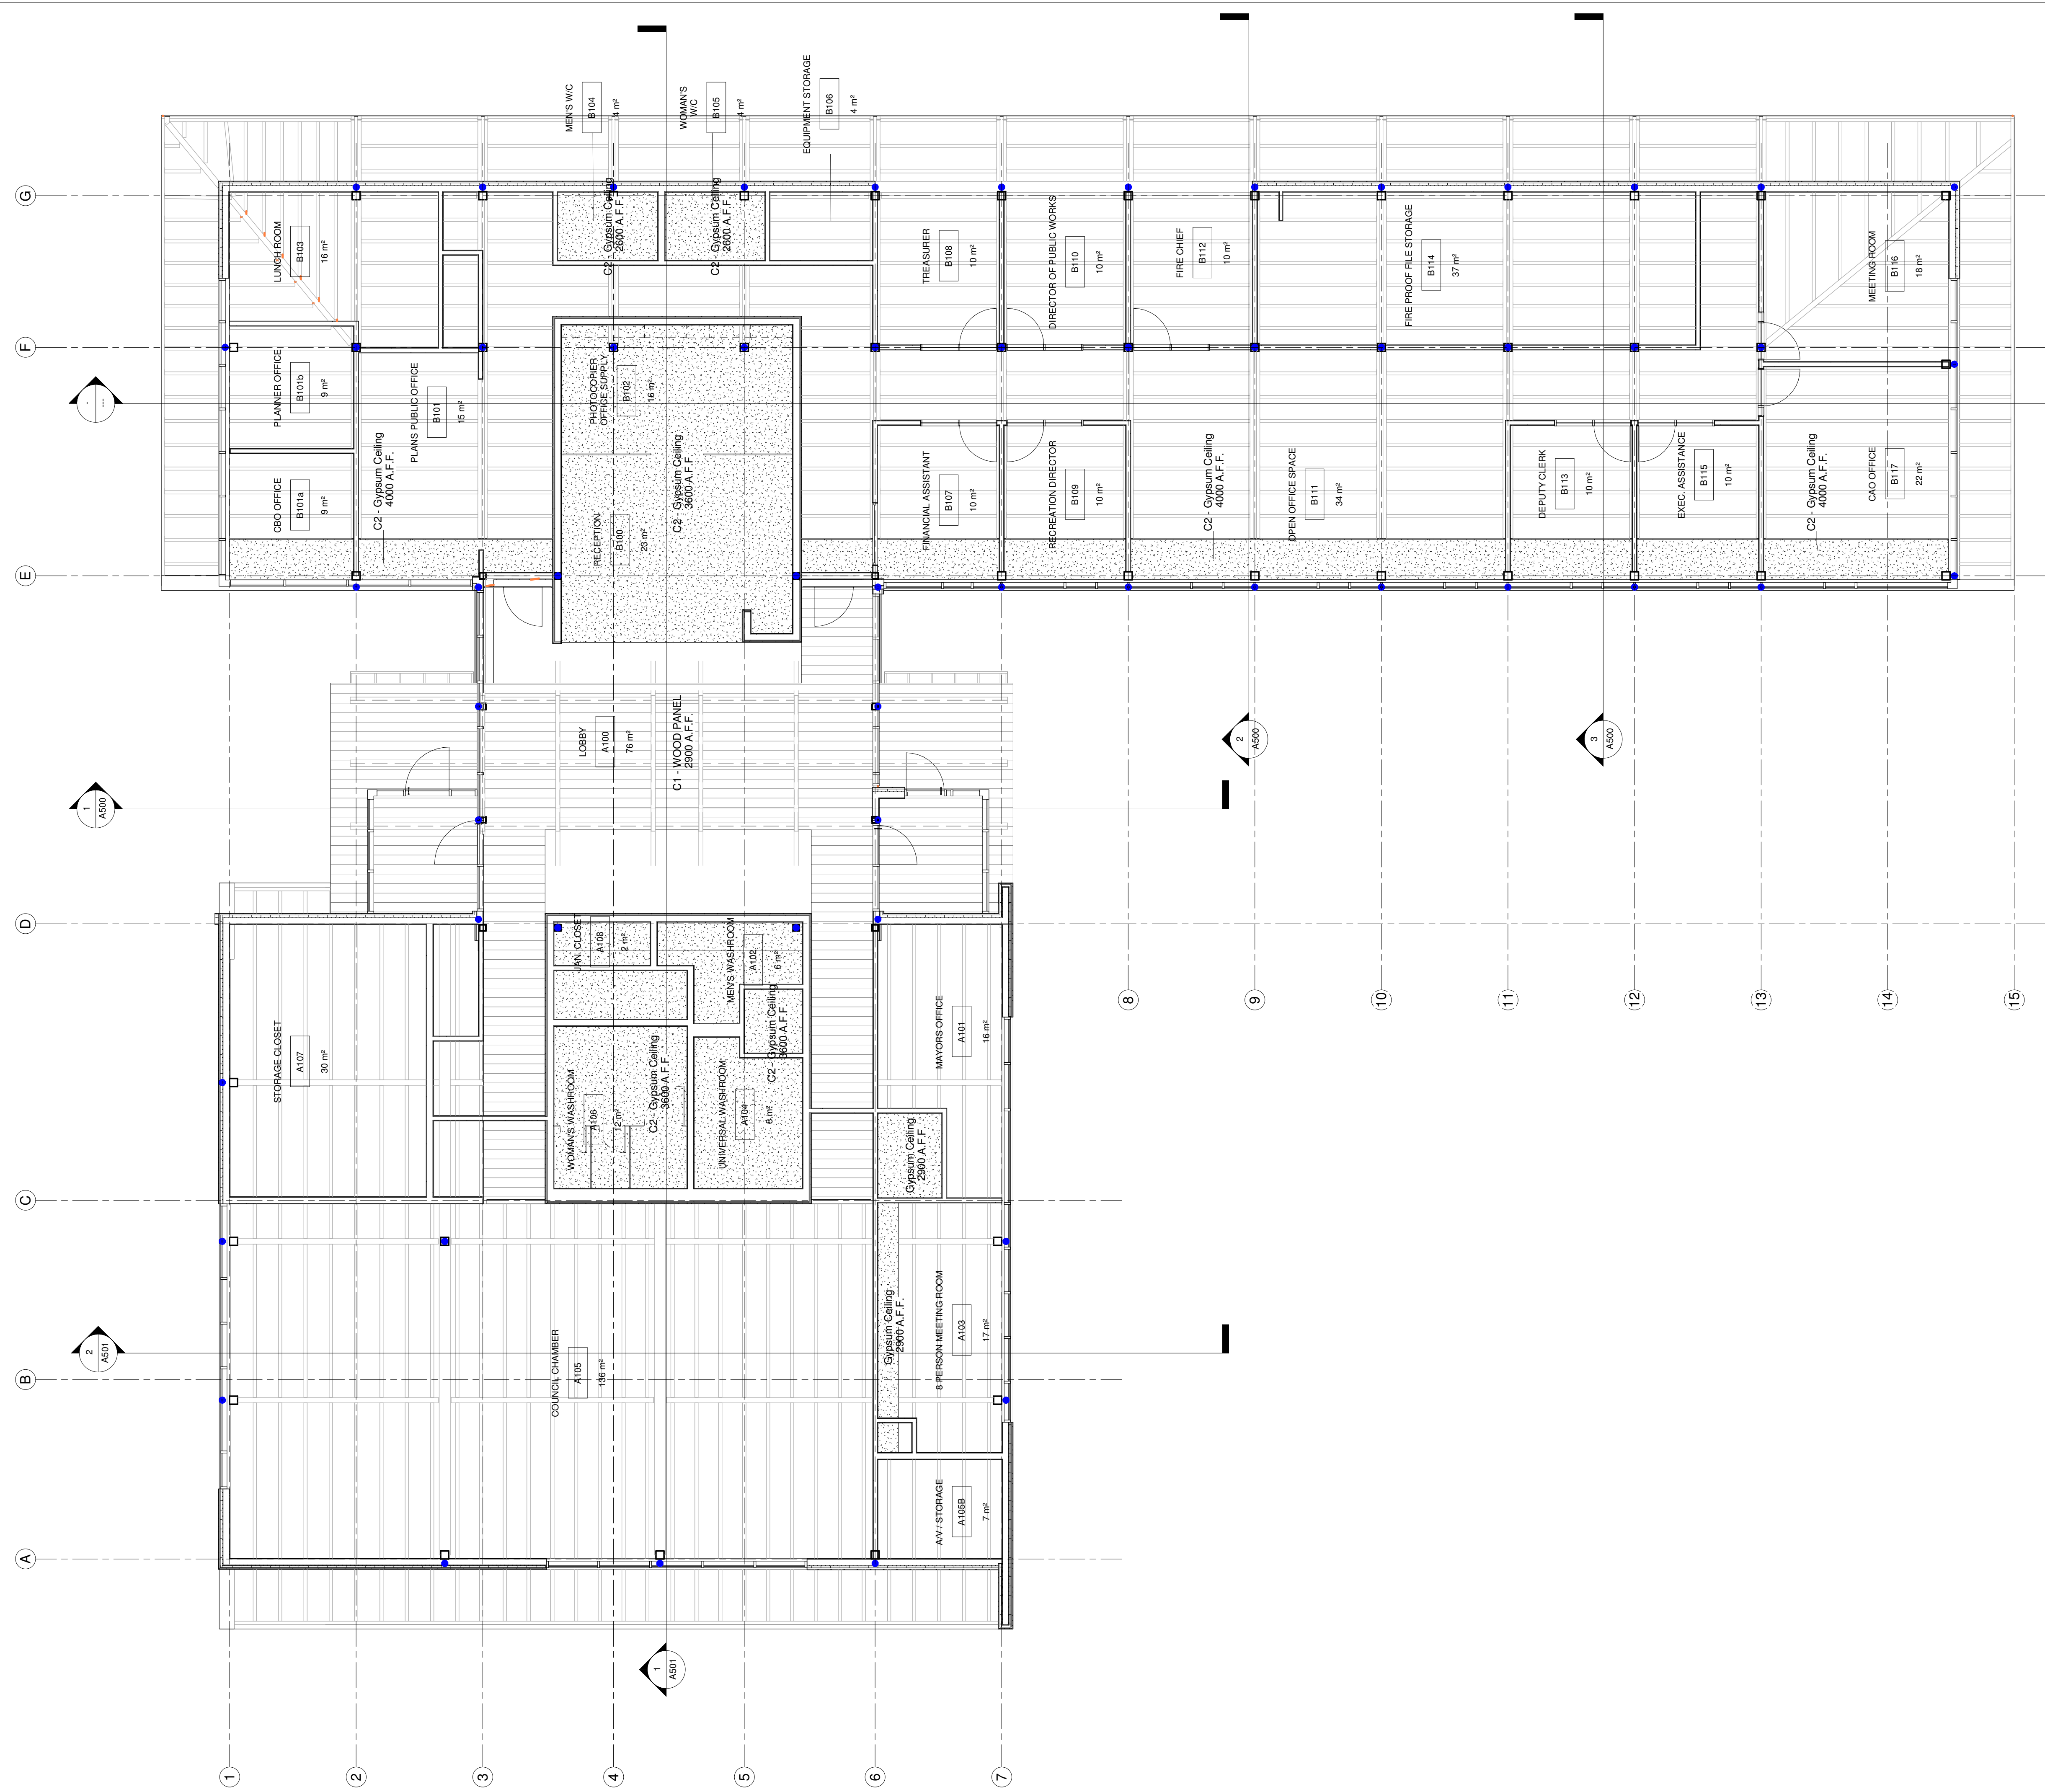 MEN'S W/C
B104
4 m²
WOMAN'S
W/C
B105
4 m²
EQUIPMENT STORAGE
B106
4 m²
G
F
E
D
C
B
A
LUNCH ROOM
B103
16 m²
C2 - Gypsum Ceiling
2600 A.F.F.
C2 - Gypsum Ceiling
2600 A.F.F.
TREASURER
B108
10 m²
DIRECTOR OF PUBLIC WORKS
B110
10 m²
FIRE CHIEF
B112
10 m²
FIRE PROOF FILE STORAGE
B114
37 m²
MEETING ROOM
B116
18 m²
PLANNER OFFICE
B101b
9 m²
PLANS PUBLIC OFFICE
B101
15 m²
PHOTOCOPIER
OFFICE SUPPLY
B102
16 m²
CBO OFFICE
B101a
9 m²
C2 - Gypsum Ceiling
4000 A.F.F.
RECEPTION
B100
23 m²
C2 - Gypsum Ceiling
3600 A.F.F.
FINANCIAL ASSISTANT
B107
10 m²
RECREATION DIRECTOR
B109
10 m²
C2 - Gypsum Ceiling
4000 A.F.F.
OPEN OFFICE SPACE
B111
34 m²
DEPUTY CLERK
B113
10 m²
EXEC. ASSISTANCE
B115
10 m²
C2 - Gypsum Ceiling
4000 A.F.F.
CAO OFFICE
B117
22 m²
-
---
1
A500
2
A500
3
A500
LOBBY
A100
76 m²
C1 - WOOD PANEL
2900 A.F.F.
STORAGE CLOSET
A107
30 m²
JAN. CLOSET
A108
2 m²
MEN'S WASHROOM
A102
6 m²
C2 - Gypsum Ceiling
3600 A.F.F.
MAYORS OFFICE
A101
16 m²
WOMAN'S WASHROOM
A106
12 m²
C2 - Gypsum Ceiling
3600 A.F.F.
UNIVERSAL WASHROOM
A104
8 m²
Gypsum Ceiling
2900 A.F.F.
COUNCIL CHAMBER
A105
136 m²
Gypsum Ceiling
2900 A.F.F.
8 PERSON MEETING ROOM
A103
17 m²
A/V / STORAGE
A105B
7 m²
2
A501
1
A501
1
2
3
4
5
6
7
8
9
10
11
12
13
14
15